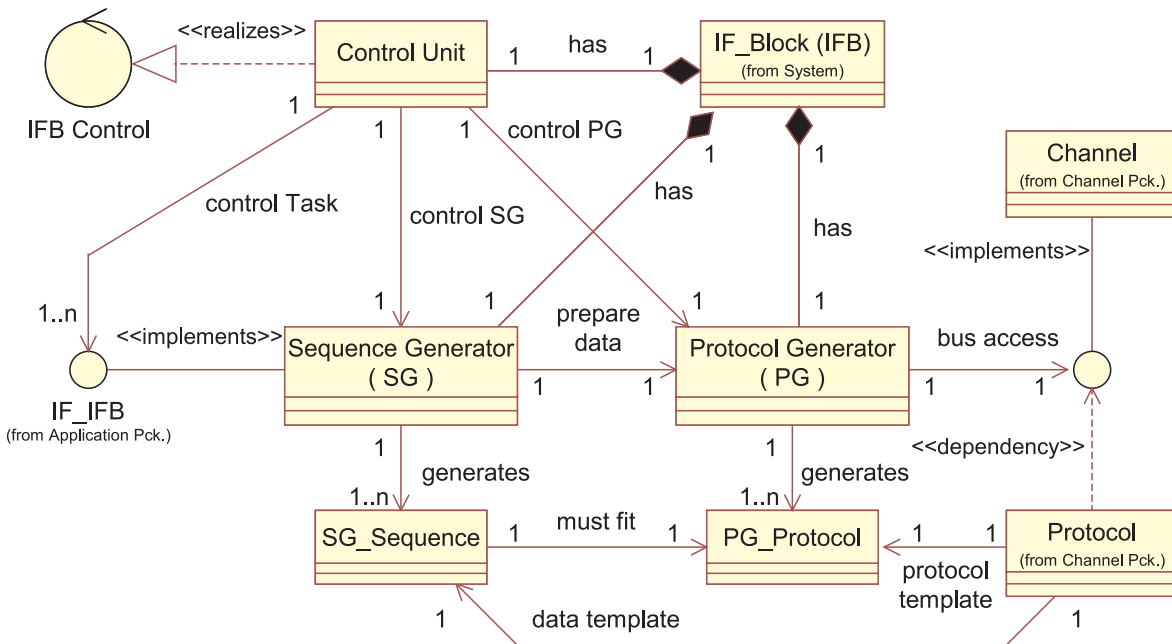 <<realizes>>
IFB Control
Control Unit
1
has
1
IF_Block (IFB)
(from System)
1
1
1
control PG
1
1
Channel
(from Channel Pck.)
control Task
control SG
has
has
<<implements>>
1..n
1
1
1
1
<<implements>>
IF_IFB
(from Application Pck.)
Sequence Generator
( SG )
prepare
data
1
1
Protocol Generator
( PG )
bus access
1
1
<<dependency>>
1
generates
1..n
1
generates
1..n
SG_Sequence
1
must fit
1
PG_Protocol
1
1
protocol
template
Protocol
(from Channel Pck.)
1
data template
1